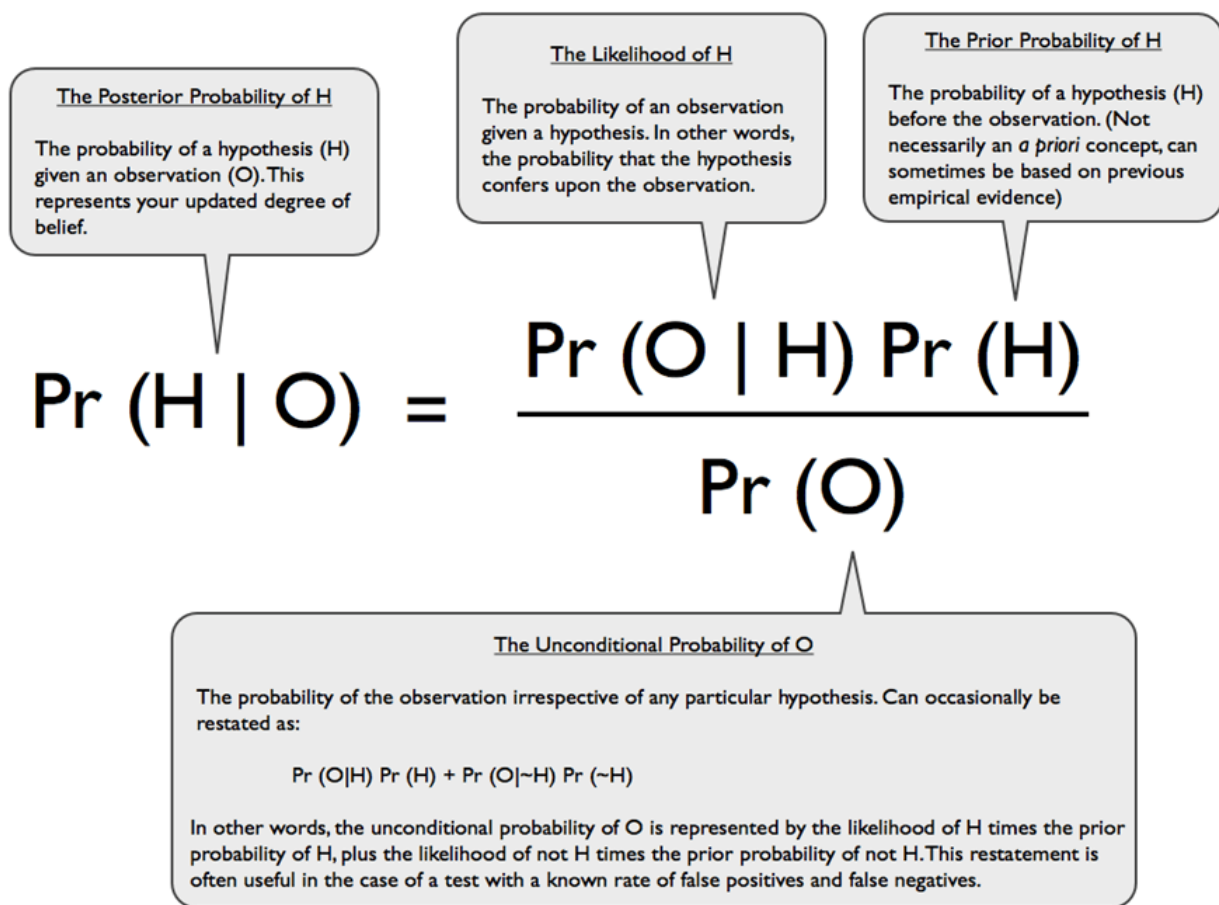 The Posterior Probability of H
The probability of a hypothesis (H)
given an observation (O). This
represents your updated degree of
belief.
The Likelihood of H
The probability of an observation
given a hypothesis. In other words,
the probability that the hypothesis
confers upon the observation.
The Prior Probability of H
The probability of a hypothesis (H)
before the observation. (Not
necessarily an a priori concept, can
sometimes be based on previous
empirical evidence)
Pr (H | O) =
Pr (O | H) Pr (H)
Pr (O)
The Unconditional Probability of O
The probability of the observation irrespective of any particular hypothesis. Can occasionally be
restated as:
Pr (O|H) Pr (H) + Pr (O|~H) Pr (~H)
In other words, the unconditional probability of O is represented by the likelihood of H times the prior
probability of H, plus the likelihood of not H times the prior probability of not H. This restatement is
often useful in the case of a test with a known rate of false positives and false negatives.